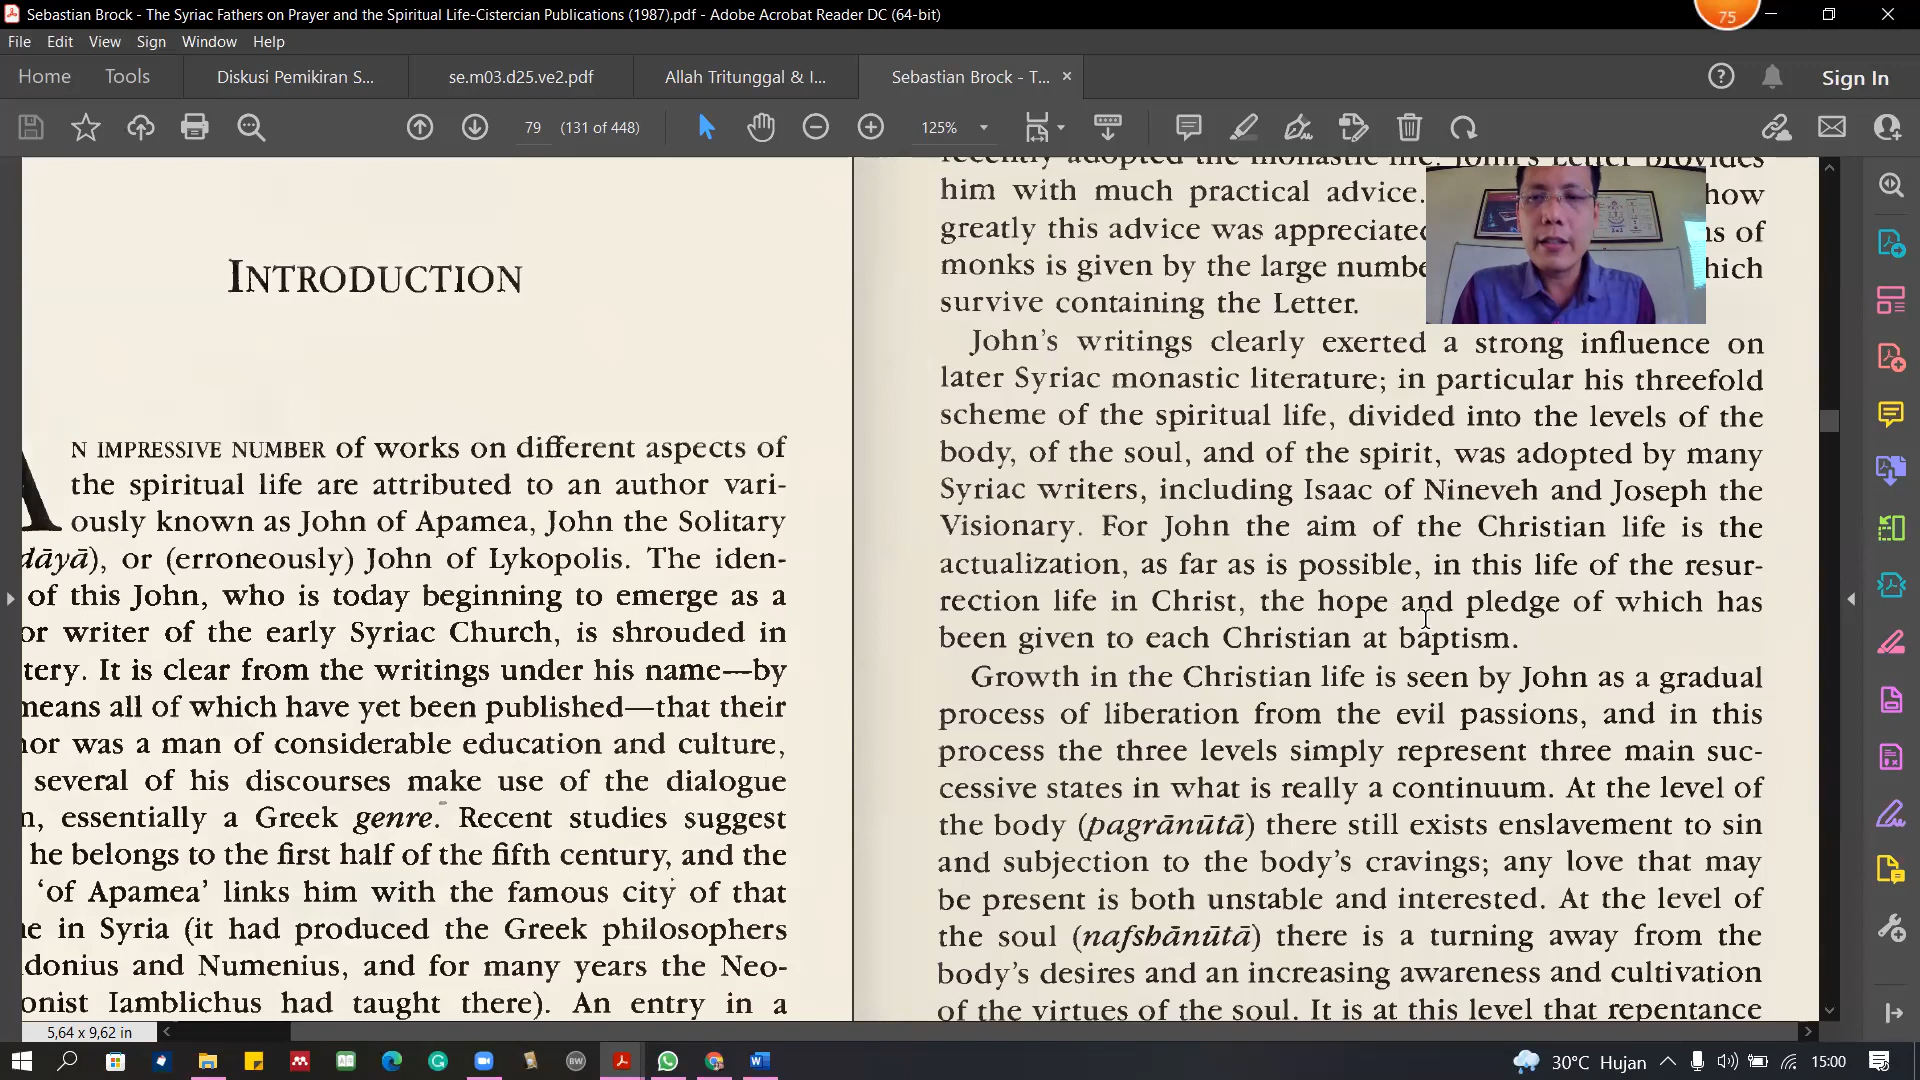 Sebastian Brock - The Syriac Fathers on Prayer and the Spiritual Life-Cistercian Publications (1987).pdf - Adobe Acrobat Reader DC (64-bit)
75
File Edit View Sign Window Help
Home Tools Diskusi Pemikiran S... se.m03.d25.ve2.pdf Allah Tritunggal & I... Sebastian Brock - T... × Sign In
79 (131 of 448) 125%
INTRODUCTION
AN IMPRESSIVE NUMBER of works on different aspects of
the spiritual life are attributed to an author vari-
ously known as John of Apamea, John the Solitary
dāyā), or (erroneously) John of Lykopolis. The iden-
of this John, who is today beginning to emerge as a
or writer of the early Syriac Church, is shrouded in
tery. It is clear from the writings under his name—by
means all of which have yet been published—that their
hor was a man of considerable education and culture,
several of his discourses make use of the dialogue
n, essentially a Greek genre. Recent studies suggest
he belongs to the first half of the fifth century, and the
'of Apamea' links him with the famous city of that
ne in Syria (it had produced the Greek philosophers
idonius and Numenius, and for many years the Neo-
onist Iamblichus had taught there). An entry in a
recently adopted the monastic life. John's Letter provides
him with much practical advice. how
greatly this advice was appreciated ns of
monks is given by the large numbe hich
survive containing the Letter.
John's writings clearly exerted a strong influence on
later Syriac monastic literature; in particular his threefold
scheme of the spiritual life, divided into the levels of the
body, of the soul, and of the spirit, was adopted by many
Syriac writers, including Isaac of Nineveh and Joseph the
Visionary. For John the aim of the Christian life is the
actualization, as far as is possible, in this life of the resur-
rection life in Christ, the hope and pledge of which has
been given to each Christian at baptism.
Growth in the Christian life is seen by John as a gradual
process of liberation from the evil passions, and in this
process the three levels simply represent three main suc-
cessive states in what is really a continuum. At the level of
the body (pagrānūtā) there still exists enslavement to sin
and subjection to the body's cravings; any love that may
be present is both unstable and interested. At the level of
the soul (nafshānūtā) there is a turning away from the
body's desires and an increasing awareness and cultivation
of the virtues of the soul. It is at this level that repentance
5,64 x 9,62 in
30°C Hujan 15:00